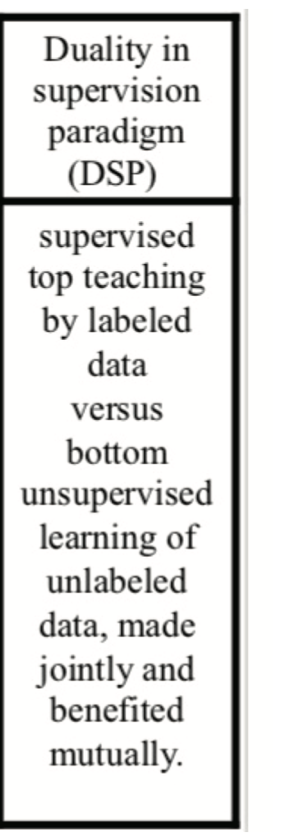 Duality in
supervision
paradigm
(DSP)
supervised
top teaching
by labeled
data
versus
bottom
unsupervised
learning of
unlabeled
data, made
jointly and
benefited
mutually.